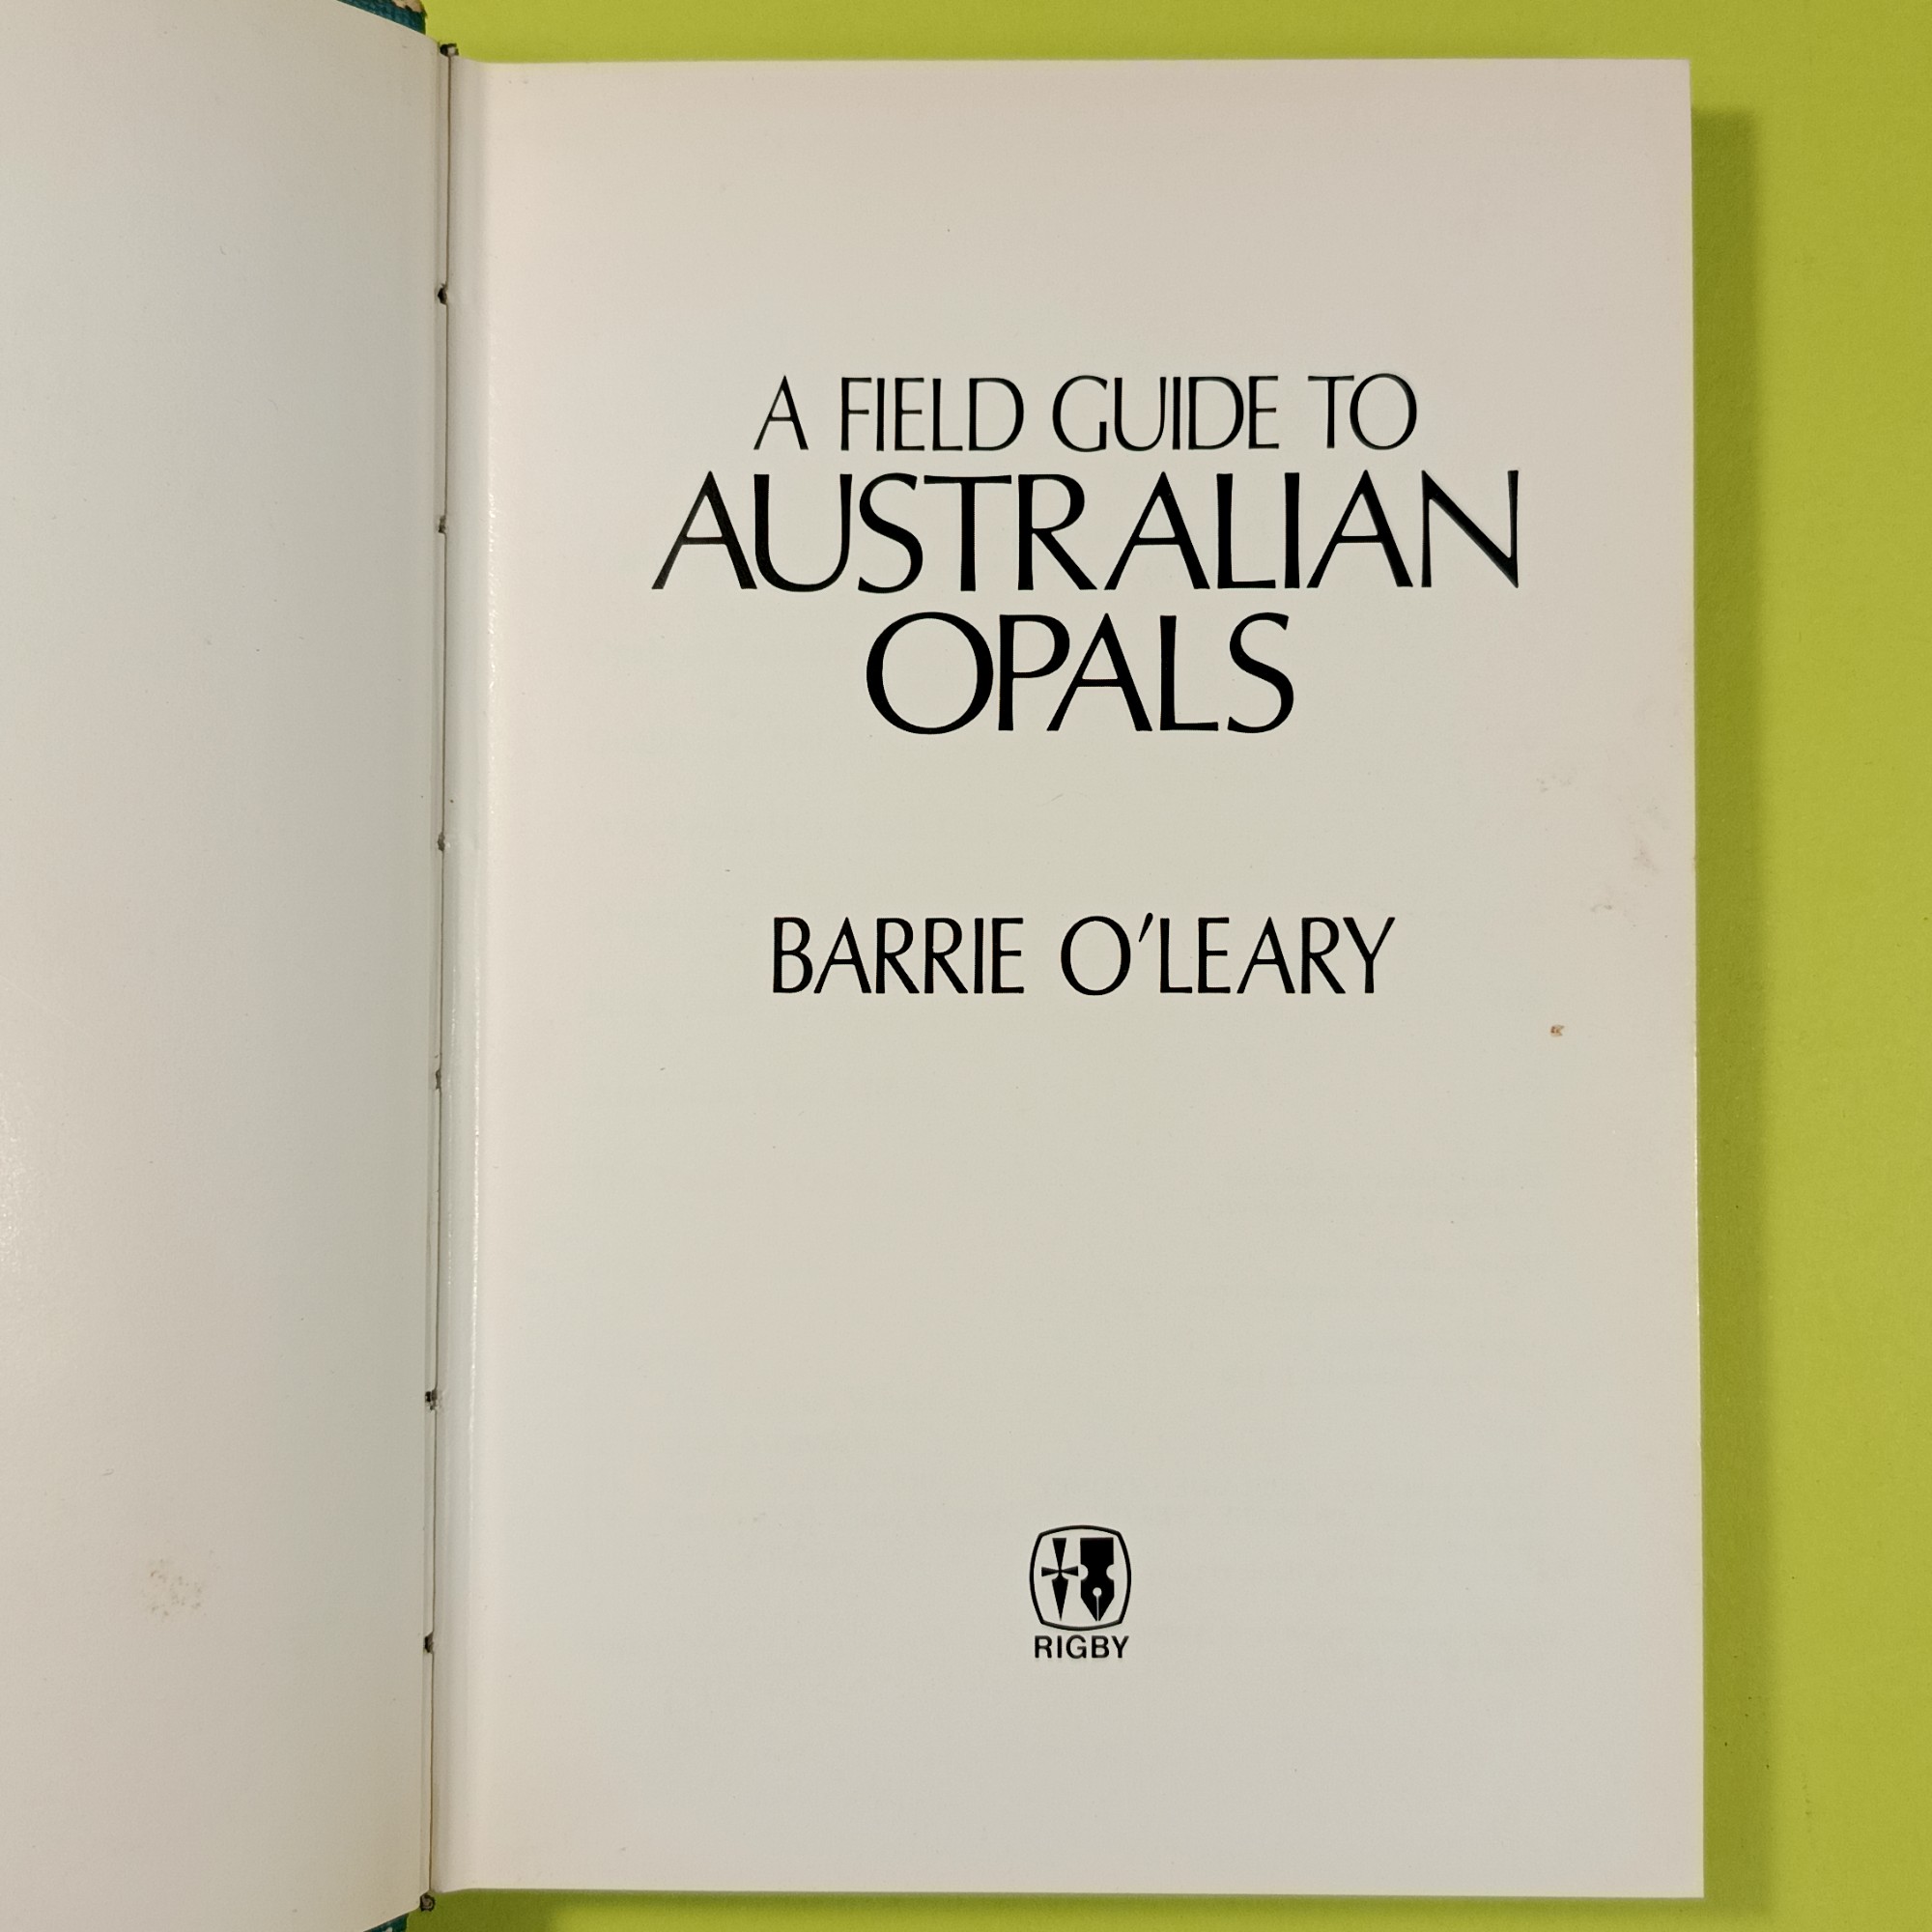 A FIELD GUIDE TO
AUSTRALIAN
OPALS
BARRIE O'LEARY
RIGBY